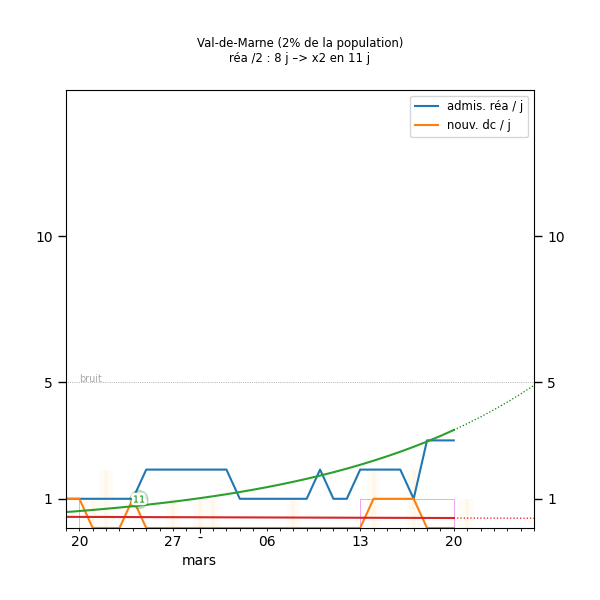 Val-de-Marne (2% de la population)
réa /2 : 8 j –> x2 en 11 j
admis. réa / j
nouv. dc / j
10 10
bruit
5 5
11
1 1
20 27 - 06 13 20
mars